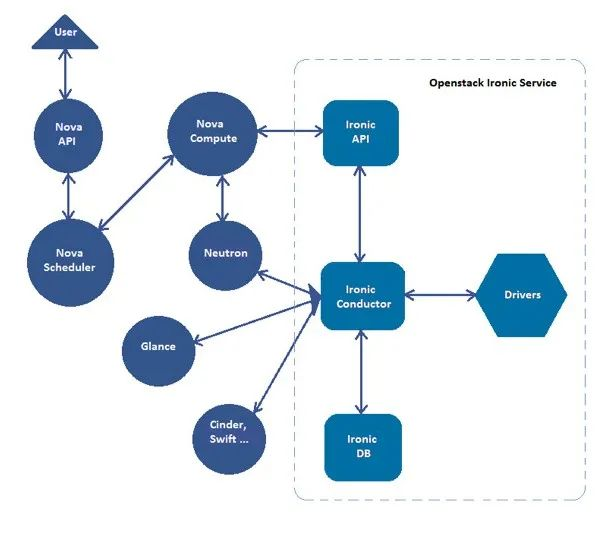 User
Openstack Ironic Service
Nova
API
Nova
Compute
Ironic
API
Nova
Scheduler
Neutron
Ironic
Conductor
Drivers
Glance
Cinder,
Swift ...
Ironic
DB